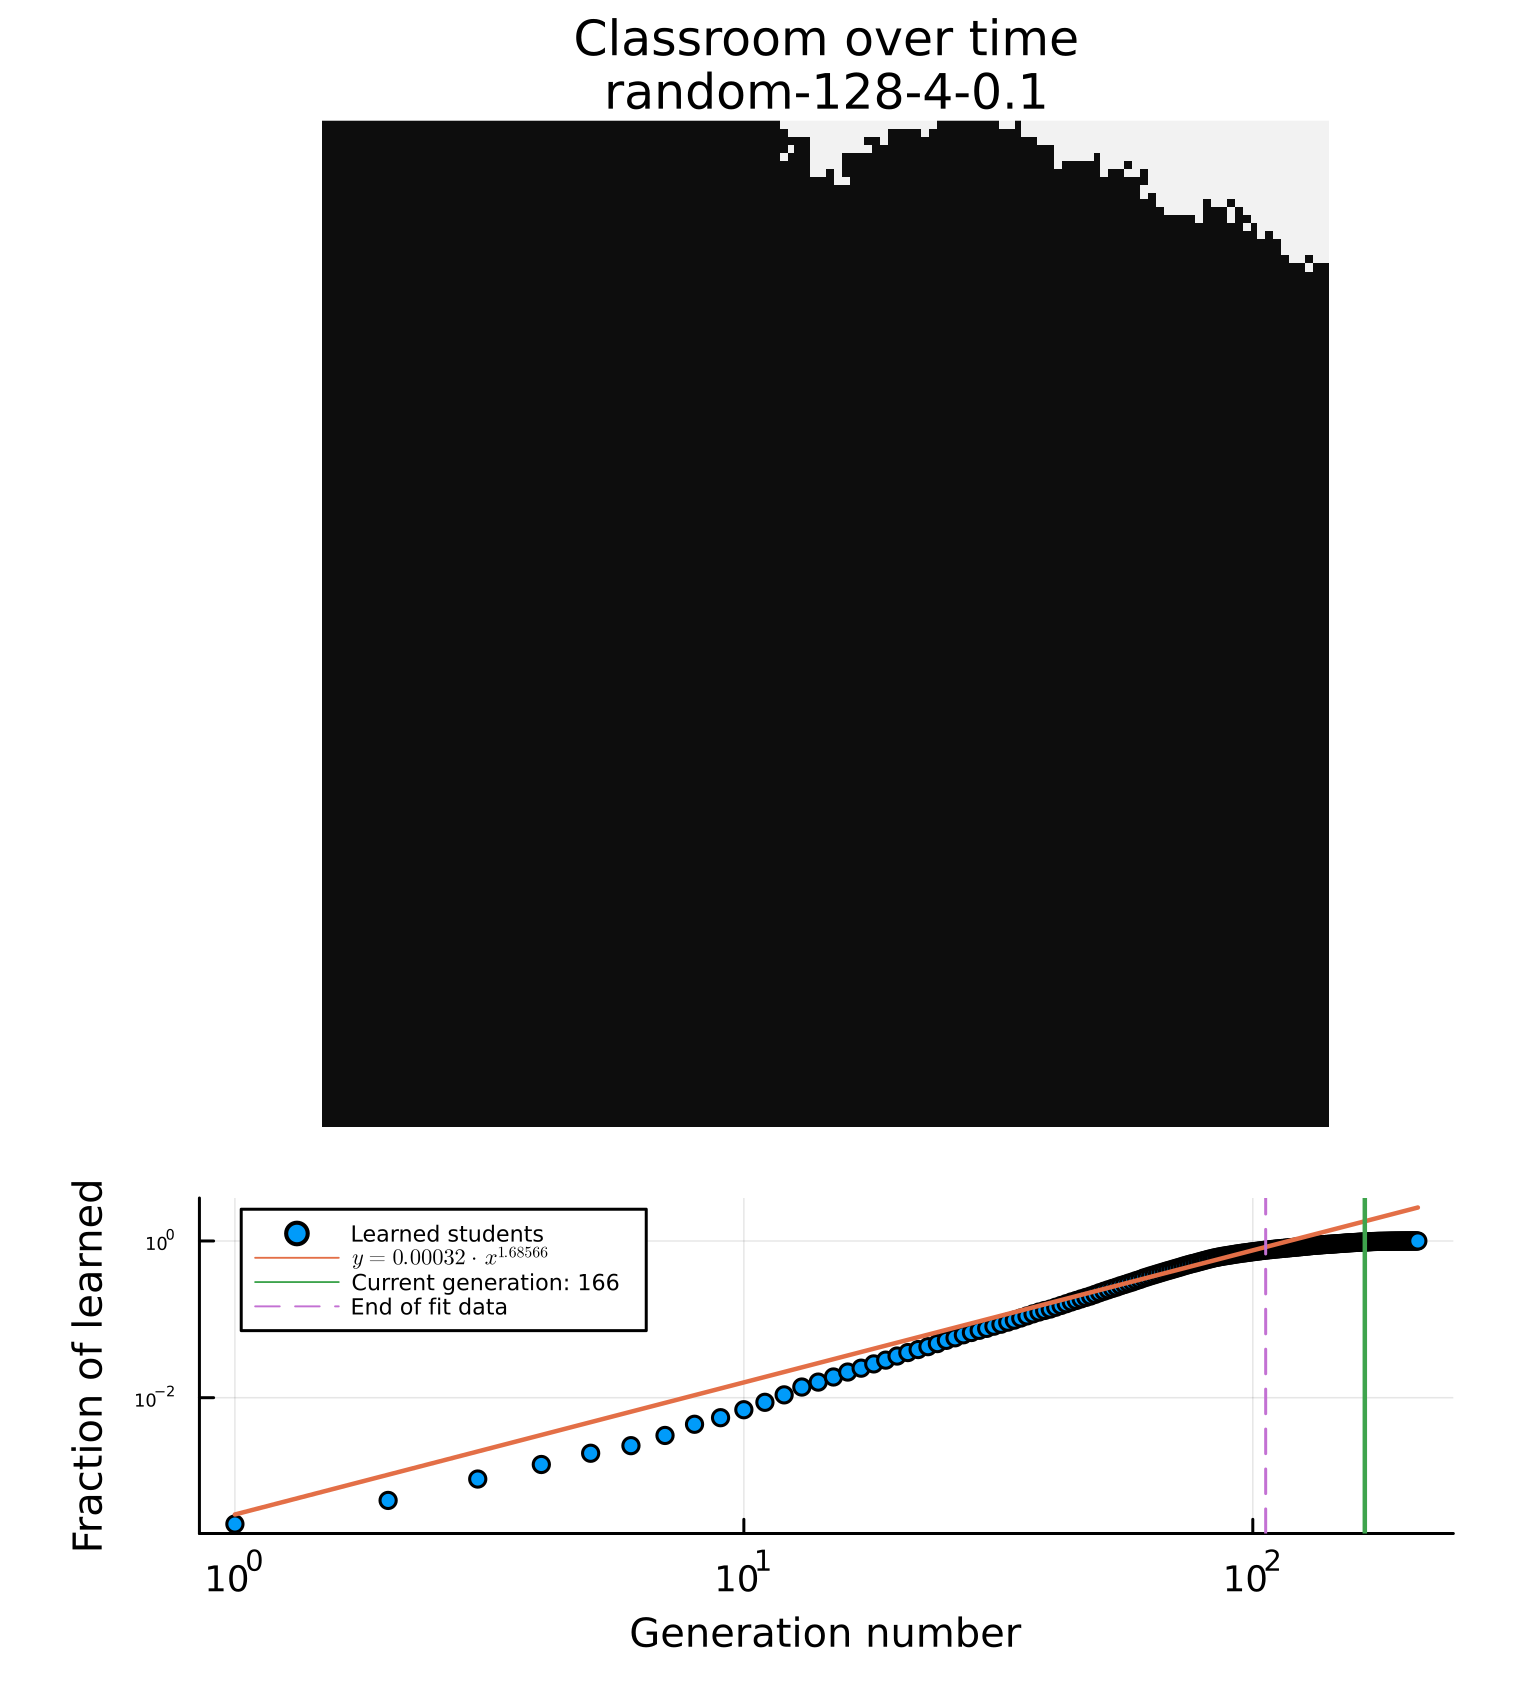 Classroom over time
random-128-4-0.1
Fraction of learned
10^0
10^−2
Learned students
y = 0.00032 · x^1.68566
Current generation: 166
End of fit data
10^0
10^1
10^2
Generation number